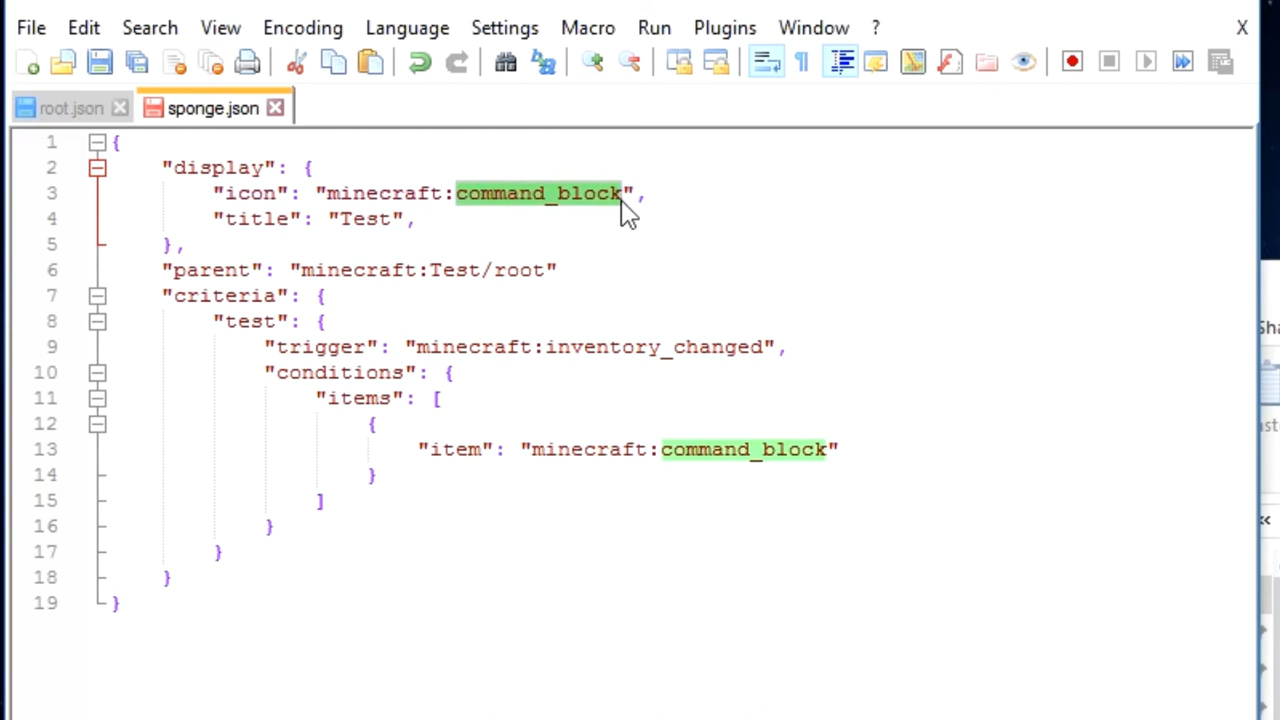 File Edit Search View Encoding Language Settings Macro Run Plugins Window ? X
root.json sponge.json
1 {
2 "display": {
3 "icon": "minecraft:command_block",
4 "title": "Test",
5 },
6 "parent": "minecraft:Test/root"
7 "criteria": {
8 "test": {
9 "trigger": "minecraft:inventory_changed",
10 "conditions": {
11 "items": [
12 {
13 "item": "minecraft:command_block"
14 }
15 ]
16 }
17 }
18 }
19 }